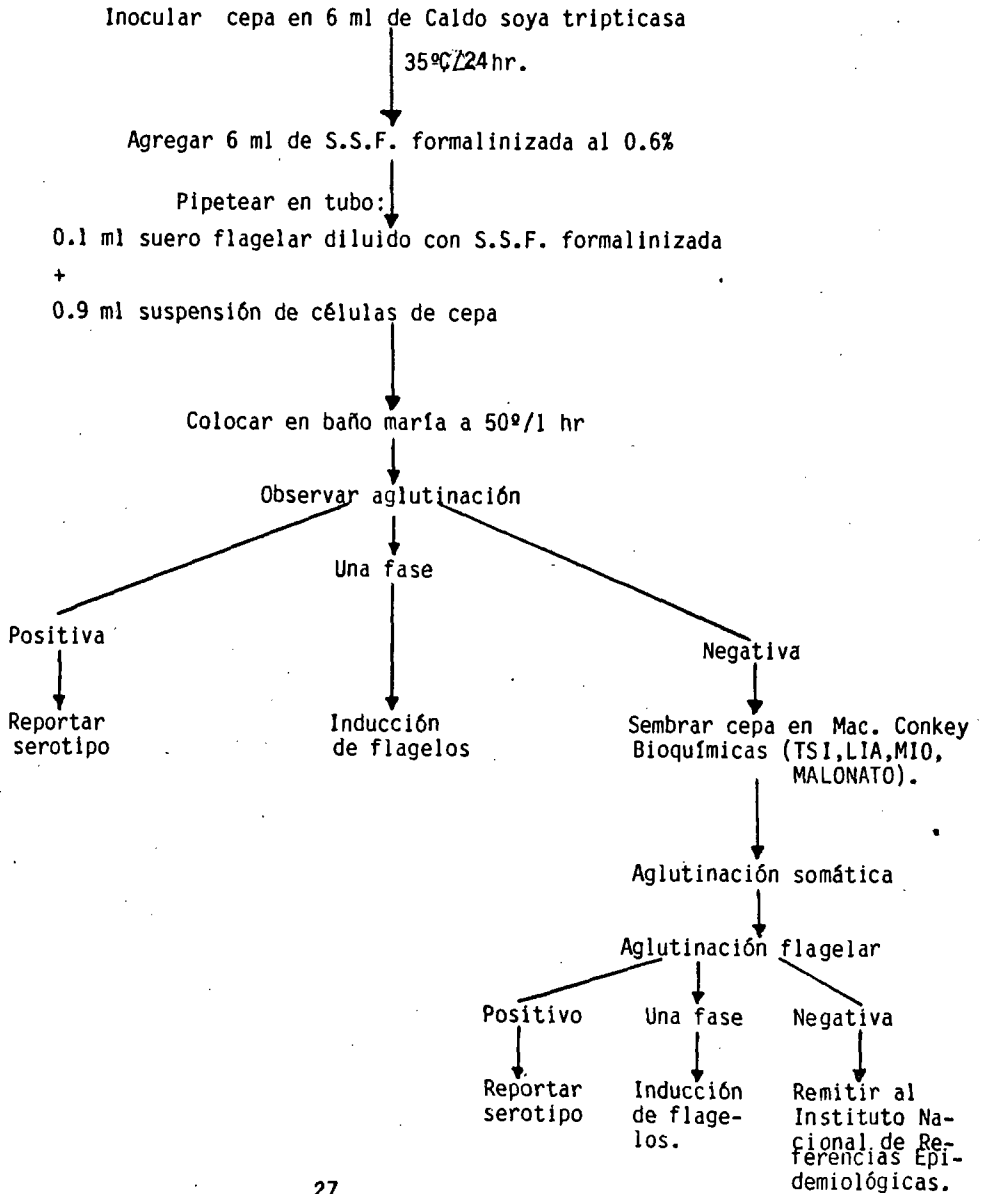 Inocular cepa en 6 ml de Caldo soya tripticasa
35ºC/24hr.
Agregar 6 ml de S.S.F. formalinizada al 0.6%
Pipetear en tubo:
0.1 ml suero flagelar diluido con S.S.F. formalinizada
+
0.9 ml suspensión de células de cepa
Colocar en baño maría a 50º/1 hr
Observar aglutinación
Una fase
Positiva
Negativa
Reportar
serotipo
Inducción
de flagelos
Sembrar cepa en Mac. Conkey
Bioquímicas (TSI,LIA,MIO,
MALONATO).
Aglutinación somática
Aglutinación flagelar
Positivo
Una fase
Negativa
Reportar
serotipo
Inducción
de flage-
los.
Remitir al
Instituto Na-
cional de Re-
ferencias Epi-
demiológicas.
27